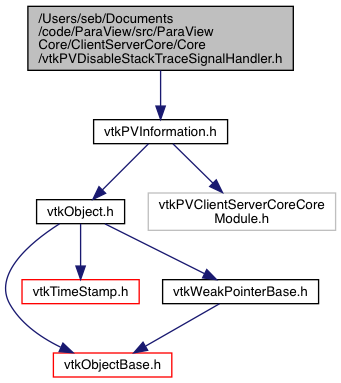 /Users/seb/Documents
/code/ParaView/src/ParaView
Core/ClientServerCore/Core
/vtkPVDisableStackTraceSignalHandler.h
vtkPVInformation.h
vtkObject.h
vtkPVClientServerCoreCore
Module.h
vtkTimeStamp.h
vtkWeakPointerBase.h
vtkObjectBase.h